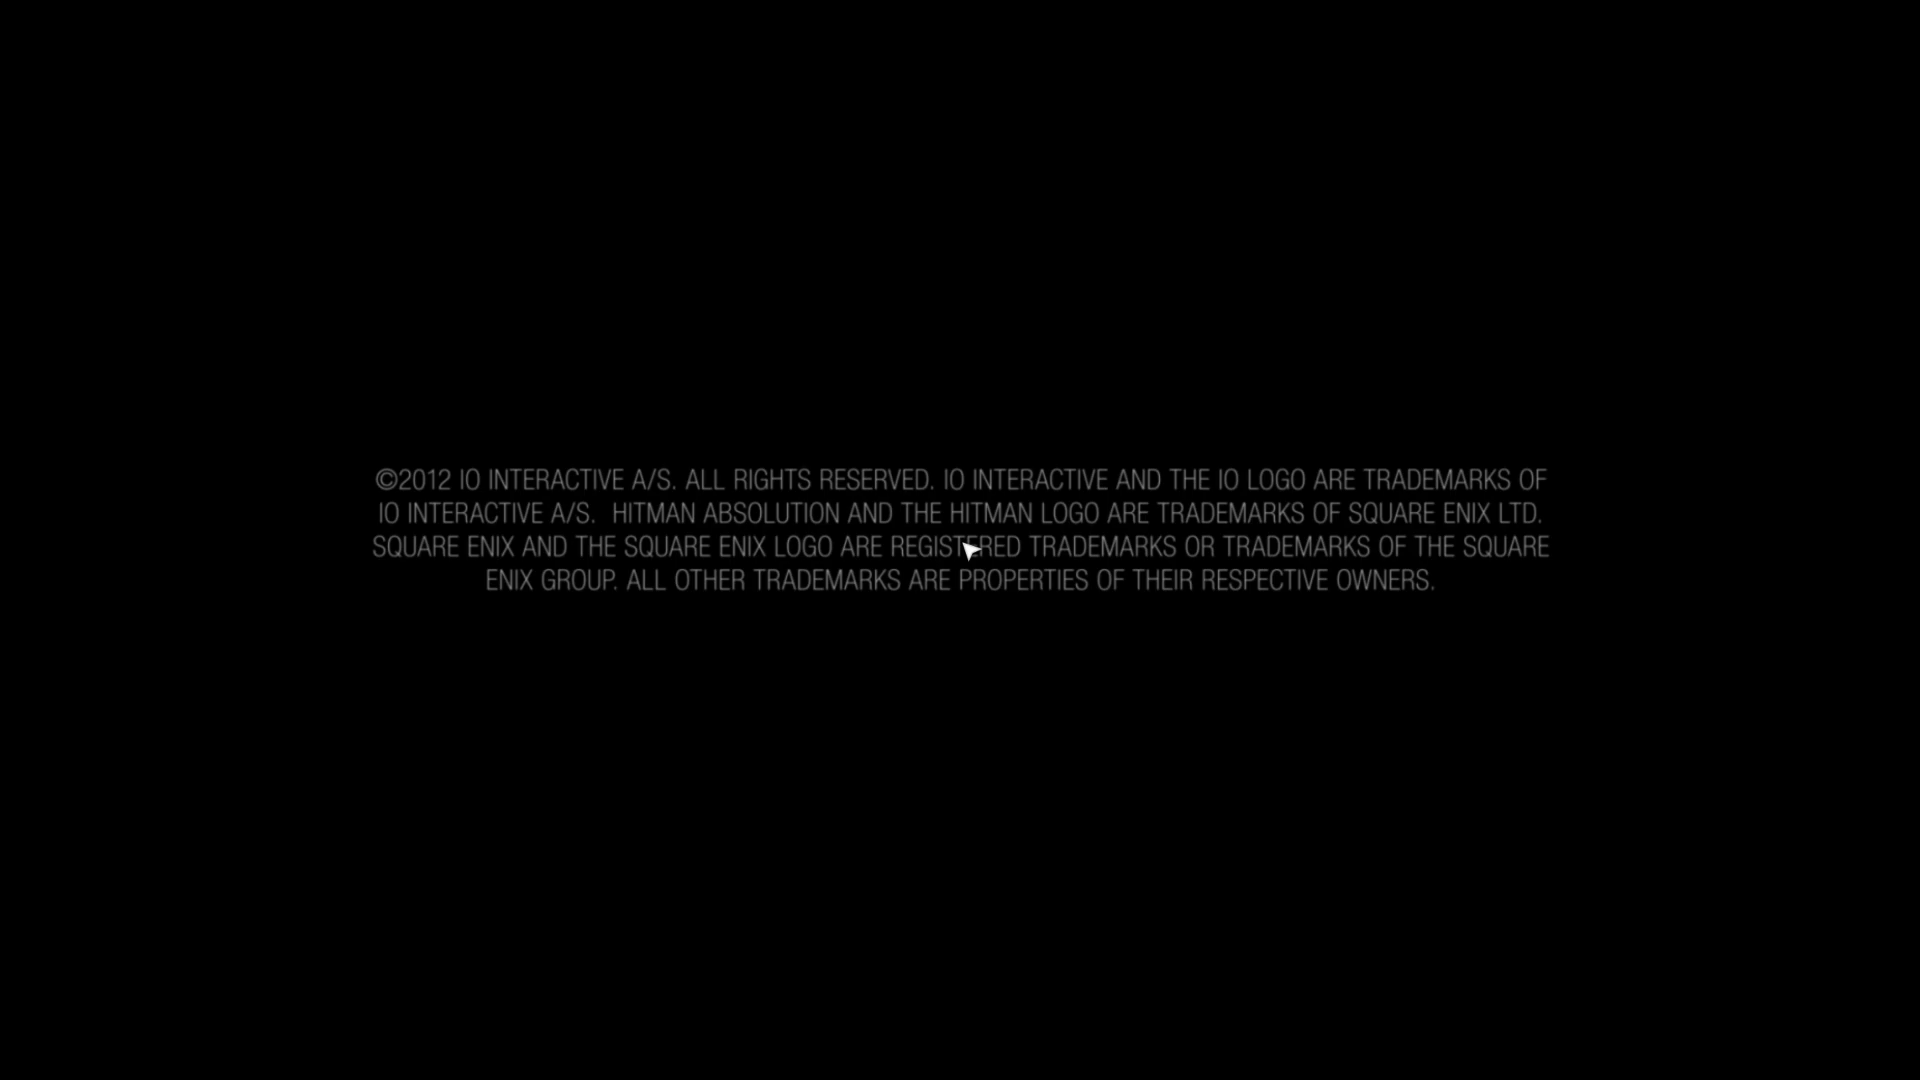 ©2012 IO INTERACTIVE A/S. ALL RIGHTS RESERVED. IO INTERACTIVE AND THE IO LOGO ARE TRADEMARKS OF
IO INTERACTIVE A/S.  HITMAN ABSOLUTION AND THE HITMAN LOGO ARE TRADEMARKS OF SQUARE ENIX LTD.
SQUARE ENIX AND THE SQUARE ENIX LOGO ARE REGISTERED TRADEMARKS OR TRADEMARKS OF THE SQUARE
ENIX GROUP. ALL OTHER TRADEMARKS ARE PROPERTIES OF THEIR RESPECTIVE OWNERS.